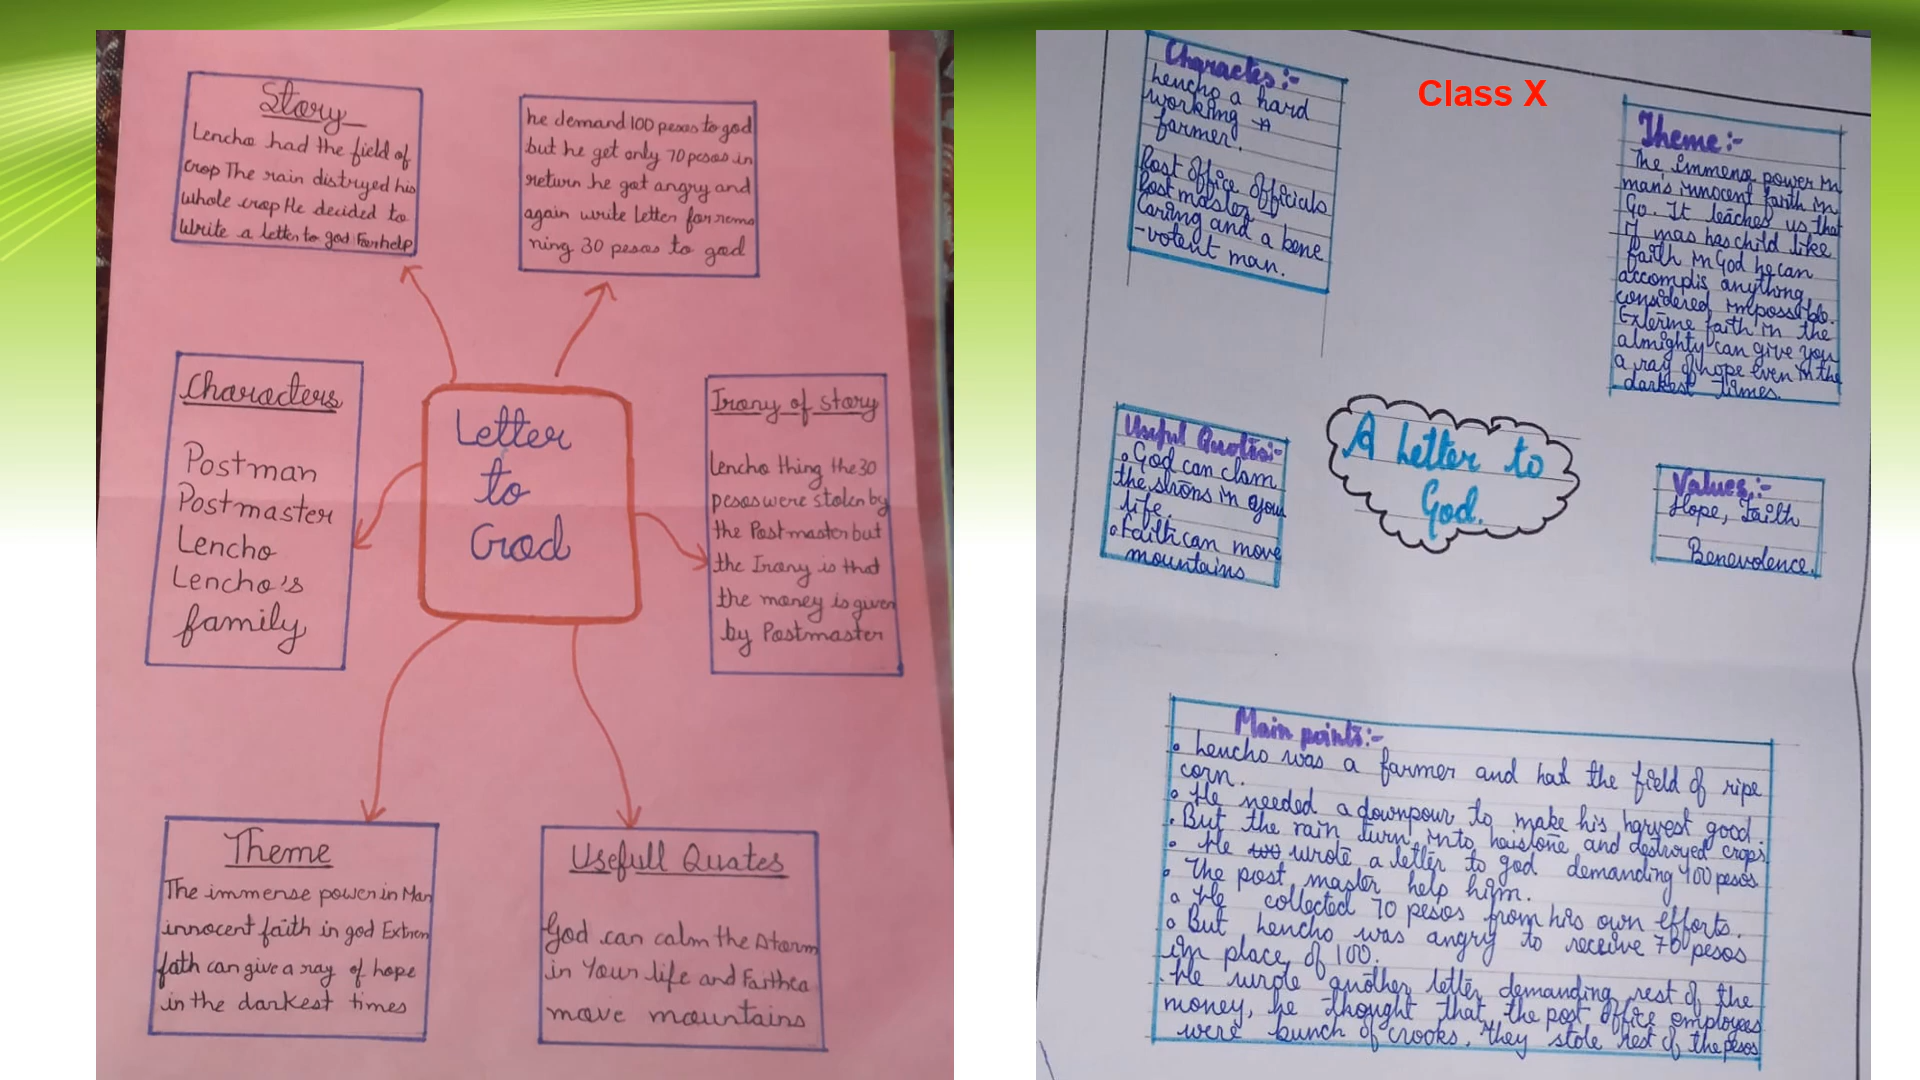 Story
Lencho had the field of
crop The rain distryed his
whole crop He decided to
Write a letter to god For help
he demand 100 pesos to god
but he get only 70 pesos in
return he got angry and
again write letter for rema
ning 30 pesos to god
Characters
Postman
Postmaster
Lencho
Lencho's
family
Letter
to
God
Irony of story
Lencho thing the 30
pesos were stolen by
the Postmaster but
the Irony is that
the money is given
by Postmaster
Theme
The immense power in Man
innocent faith in god Extrem
fath can give a ray of hope
in the darkest times
Usefull Quates
God can calm the storm
in Your life and Faith ca
move mountains
Class X
Charactes:-
Lencho a hard
working
farmer.
Post office officials
Post master -
Caring and a bene
-volent man.
Theme:-
The immens power in
mans innocent faith in
Go. It teaches us that
if mas has child like
faith in God he can
accomplis anything
considered impossible.
Exterme faith in the
almighty can give you
a ray of hope even in the
darkest times.
Useful Quotes:-
• God can clam
the stroms in your
life.
• Faith can move
mountains
A Letter to
God.
Values:-
Hope, Faith
Benevolence.
Main points:-
• Lencho was a farmer and had the field of ripe
corn.
• He needed a downpour to make his harvest good.
• But the rain turn into hailstone and destroyed crops
• He wrote a letter to god demanding 100 pesos
• The post master help him.
• He collected 70 pesos from his own efforts.
• But Lencho was angry to receive 70 pesos
in place of 100.
• He wrote another letter demanding rest of the
money, he thought that the post office employees
were bunch of crooks. They stole rest of the pesos